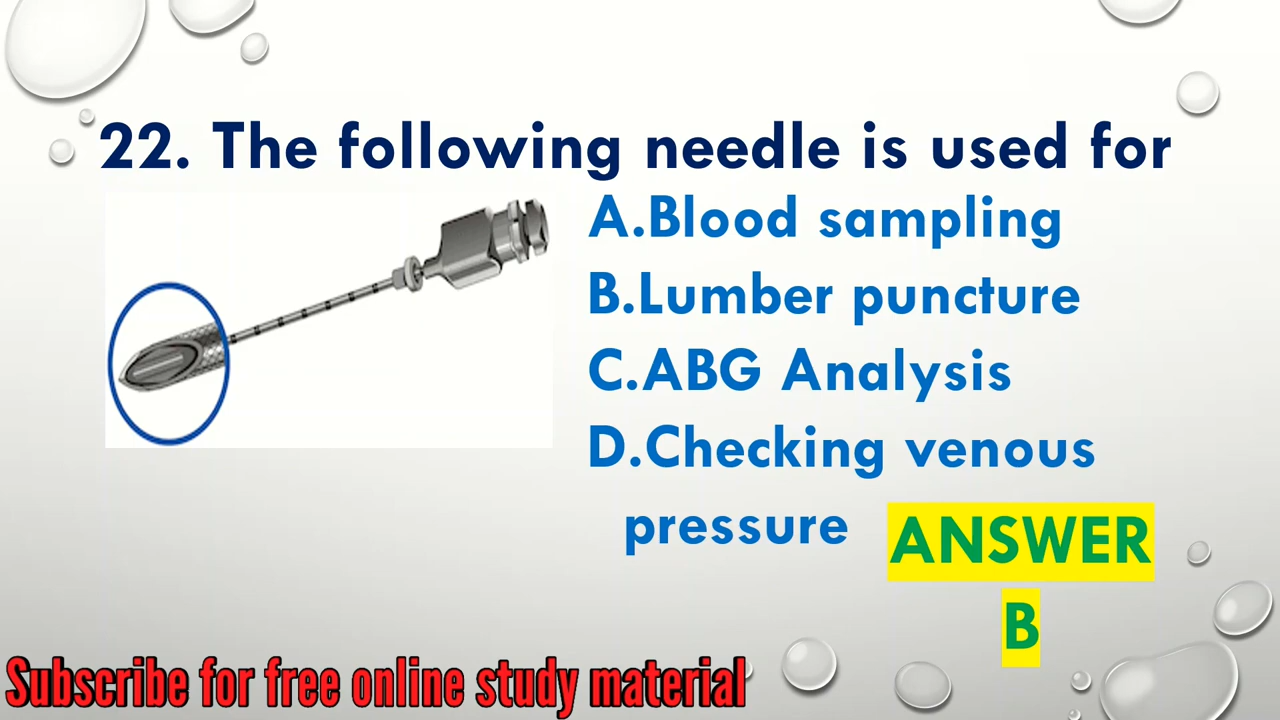 22. The following needle is used for
A.Blood sampling
B.Lumber puncture
C.ABG Analysis
D.Checking venous
pressure
ANSWER
B
Subscribe for free online study material